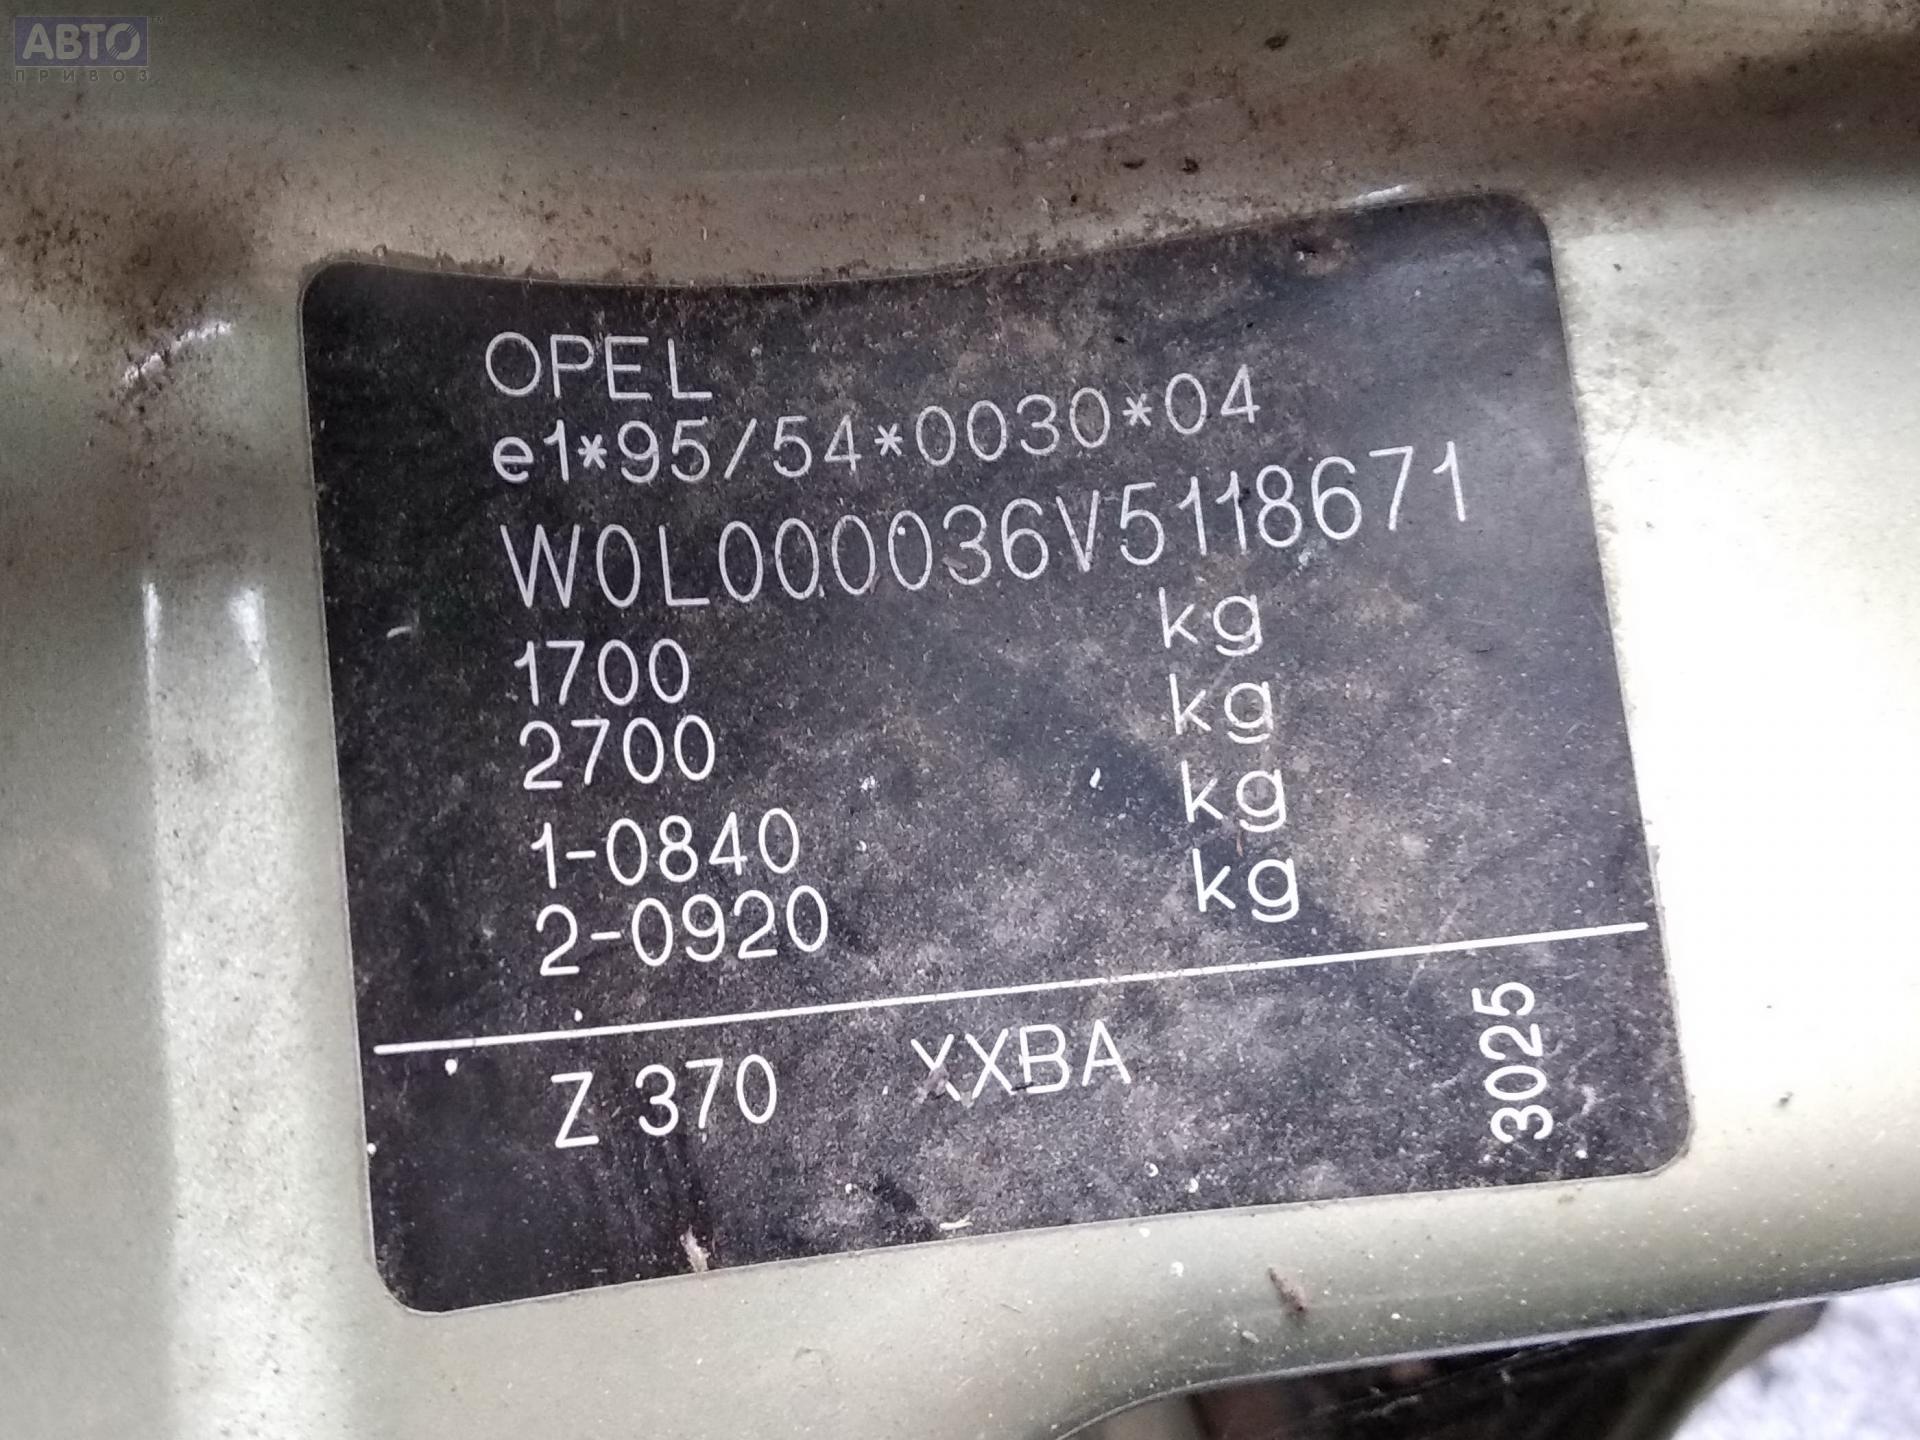 АВТО
ПРИВОЗ
OPEL
e1*95/54*0030*04
W0L000036V5118671
1700 kg
2700 kg
1-0840 kg
2-0920 kg
Z 370 XXBA
3025